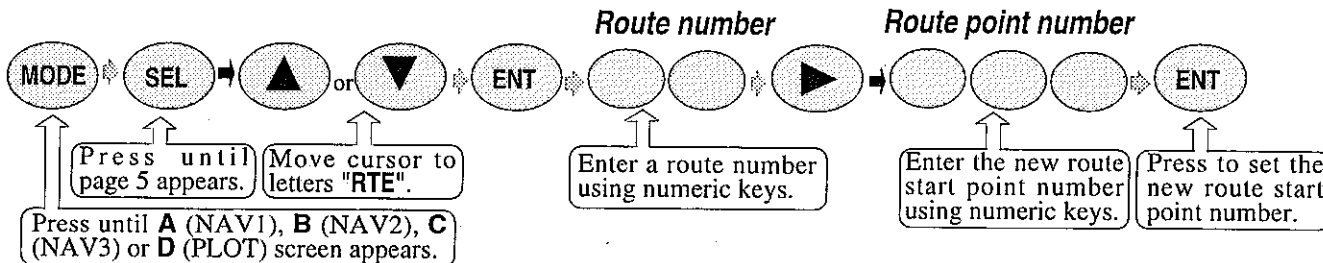 Route number
Route point number
MODE SEL or ENT ENT
Press until
page 5 appears.
Move cursor to
letters "RTE".
Enter a route number
using numeric keys.
Enter the new route
start point number
using numeric keys.
Press to set the
new route start
point number.
Press until A (NAV1), B (NAV2), C
(NAV3) or D (PLOT) screen appears.